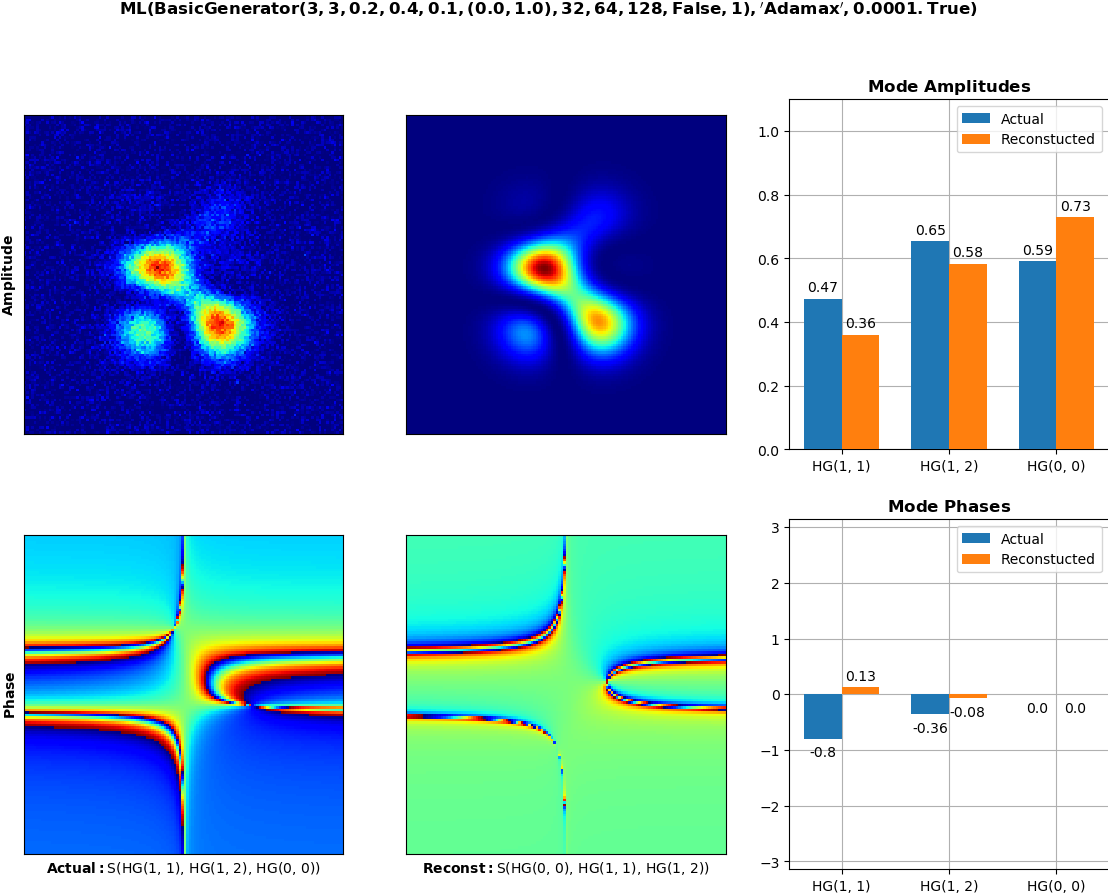 ML(BasicGenerator(3, 3, 0.2, 0.4, 0.1, (0.0, 1.0), 32, 64, 128, False, 1), 'Adamax', 0.0001. True)
Amplitude
Mode Amplitudes
Actual
Reconstucted
1.0
0.8
0.6
0.4
0.2
0.0
0.47
0.36
0.65
0.58
0.59
0.73
HG(1, 1)
HG(1, 2)
HG(0, 0)
Phase
Actual: S(HG(1, 1), HG(1, 2), HG(0, 0))
Reconst: S(HG(0, 0), HG(1, 1), HG(1, 2))
Mode Phases
Actual
Reconstucted
3
2
1
0
−1
−2
−3
-0.8
0.13
-0.36
-0.08
0.0
0.0
HG(1, 1)
HG(1, 2)
HG(0, 0)